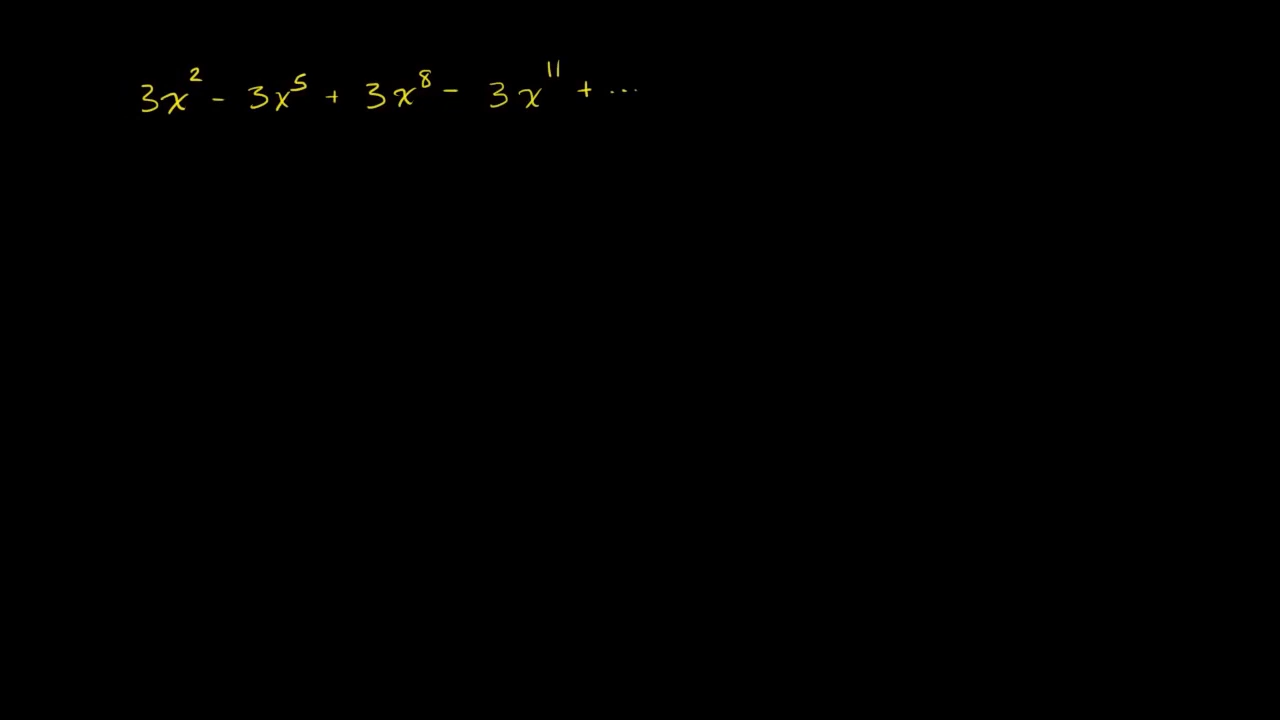 3x² - 3x⁵ + 3x⁸ - 3x¹¹ + ...